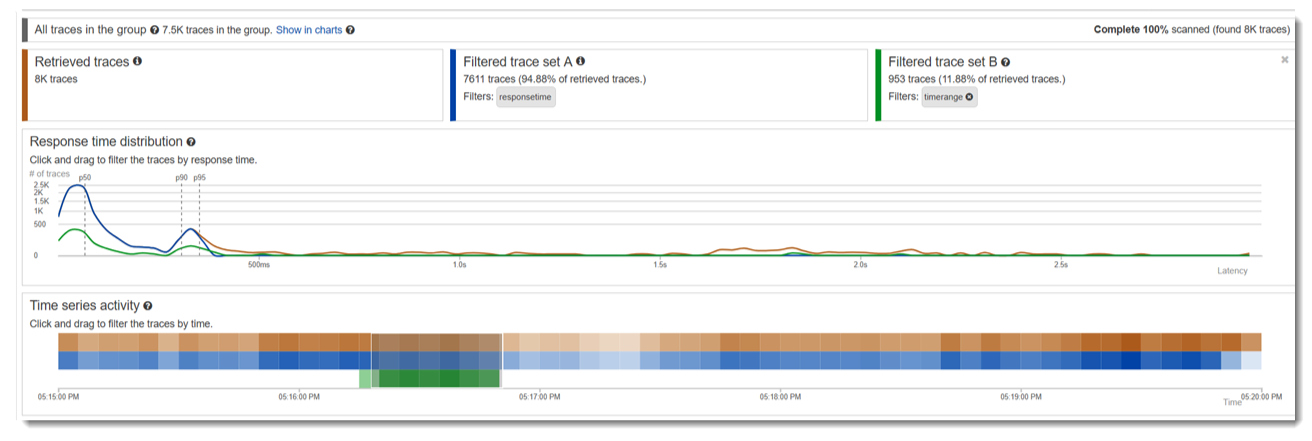 All traces in the group 7.5K traces in the group. Show in charts
Complete 100% scanned (found 8K traces)
Retrieved traces
8K traces
Filtered trace set A
7611 traces (94.88% of retrieved traces.)
Filters: responsetime
Filtered trace set B
953 traces (11.88% of retrieved traces.)
Filters: timerange
Response time distribution
Click and drag to filter the traces by response time.
# of traces
p50 p90 p95
2.5K
2K
1.5K
1K
500
0
500ms 1.0s 1.5s 2.0s 2.5s
Latency
Time series activity
Click and drag to filter the traces by time.
05:15:00 PM 05:16:00 PM 05:17:00 PM 05:18:00 PM 05:19:00 PM 05:20:00 PM
Time